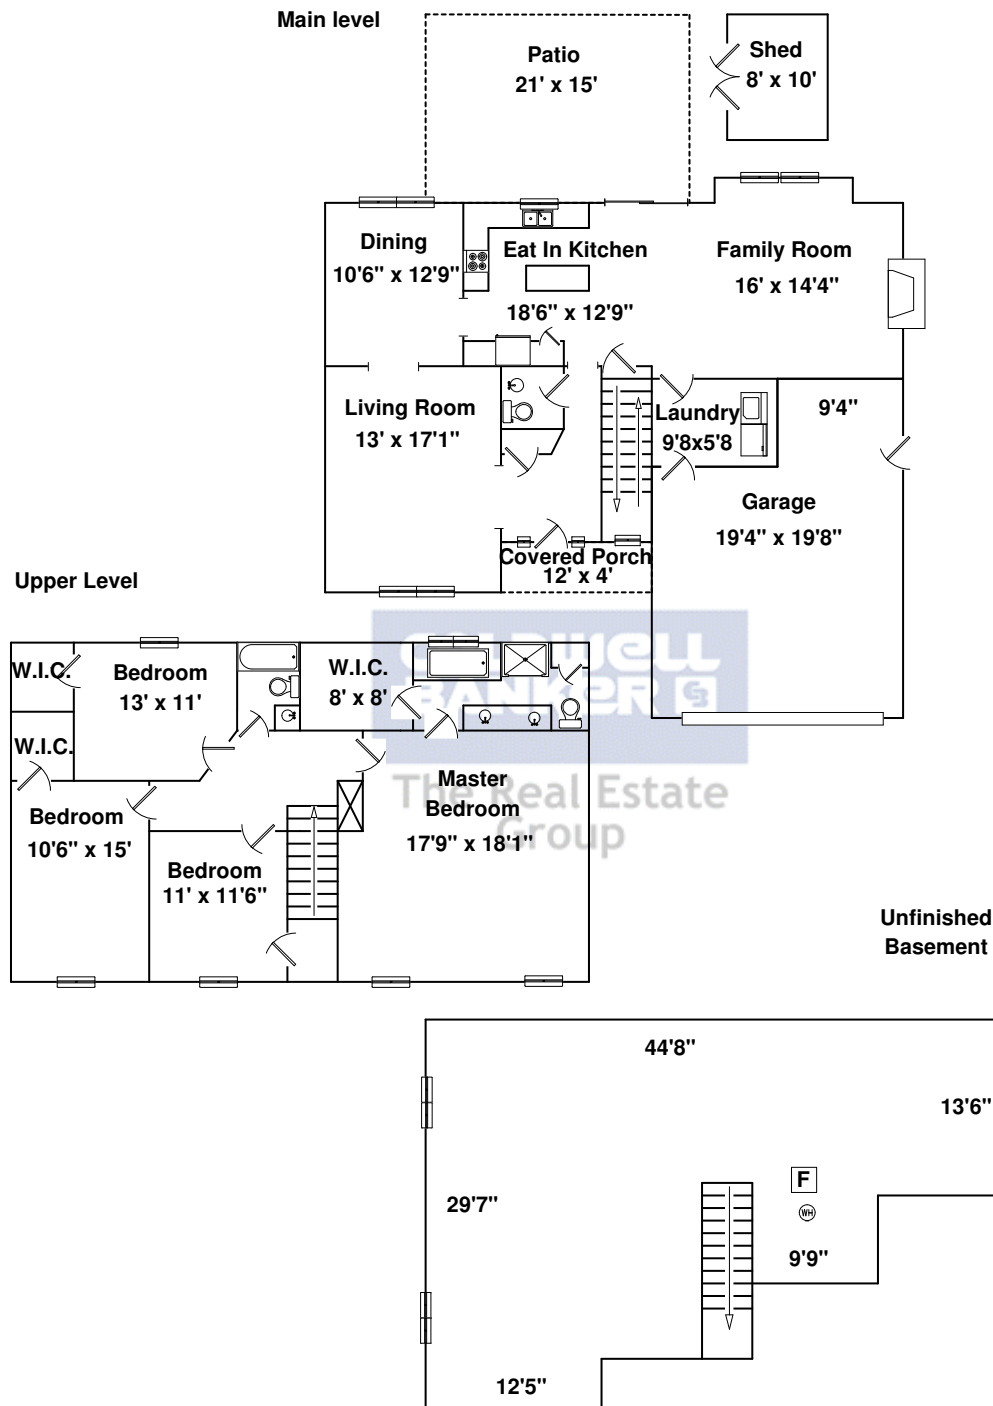 Main level
Patio
21' x 15'
Shed
8' x 10'
Dining
10'6" x 12'9"
Eat In Kitchen
18'6" x 12'9"
Family Room
16' x 14'4"
Living Room
13' x 17'1"
Laundry
9'8x5'8
9'4"
Garage
19'4" x 19'8"
Covered Porch
12' x 4'
Upper Level
COLDWELL
BANKER CB
The Real Estate
Group
W.I.C.
Bedroom
13' x 11'
W.I.C.
8' x 8'
W.I.C.
Bedroom
10'6" x 15'
Bedroom
11' x 11'6"
Master
Bedroom
17'9" x 18'1"
Unfinished
Basement
44'8"
13'6"
29'7"
F
WH
9'9"
12'5"